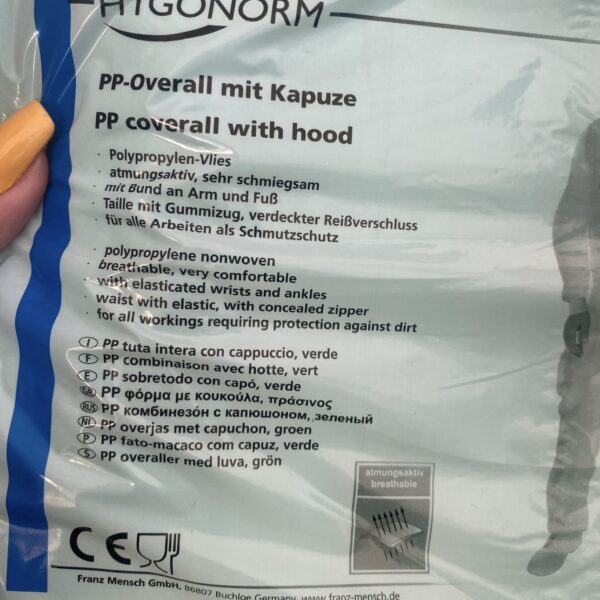 HYGONORM
PP-Overall mit Kapuze
PP coverall with hood
· Polypropylen-Vlies
· atmungsaktiv, sehr schmiegsam
· mit Bund an Arm und Fuß
· Taille mit Gummizug, verdeckter Reißverschluss
· für alle Arbeiten als Schmutzschutz
· polypropylene nonwoven
· breathable, very comfortable
· with elasticated wrists and ankles
· waist with elastic, with concealed zipper
· for all workings requiring protection against dirt
I PP tuta intera con cappuccio, verde
F PP combinaison avec hotte, vert
E PP sobretodo con capó, verde
GR PP φόρμα με κουκούλα, πράσινος
RUS PP комбинезóн с капюшоном, зеленый
NL PP overjas met capuchon, groen
P PP fato-macaco com capuz, verde
S PP overaller med luva, grön
atmungsaktiv
breathable
CE
Franz Mensch GmbH, 86807 Buchloe Germany, www.franz-mensch.de